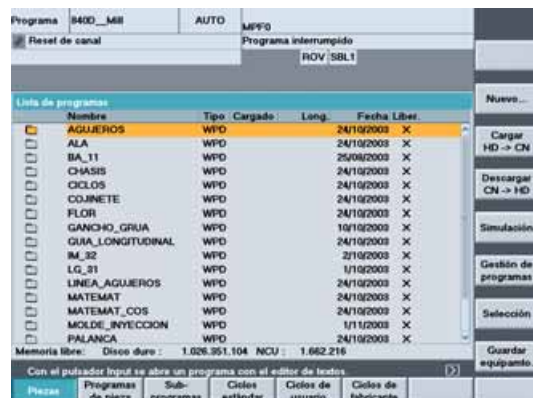 Programa 840D__Mill AUTO MPF0
Reset de canal Programa interrumpido
ROV SBL1
Lista de programas
Nombre Tipo Cargado Long. Fecha Liber.
AGUJEROS WPD 24/10/2003 X
ALA WPD 24/10/2003 X
BA_11 WPD 25/08/2003 X
CHASIS WPD 24/10/2003 X
CICLOS WPD 24/10/2003 X
COJINETE WPD 24/10/2003 X
FLOR WPD 24/10/2003 X
GANCHO_GRUA WPD 10/10/2003 X
GUIA_LONGITUDINAL WPD 24/10/2003 X
IM_32 WPD 2/10/2003 X
LG_31 WPD 1/10/2003 X
LINEA_AGUJEROS WPD 24/10/2003 X
MATEMAT WPD 24/10/2003 X
MATEMAT_COS WPD 24/10/2003 X
MOLDE_INYECCION WPD 1/11/2003 X
PALANCA WPD 24/10/2003 X
Memoria libre: Disco duro : 1.026.351.104 NCU : 1.662.216
Con el pulsador Input se abre un programa con el editor de textos.
Nuevo...
Cargar
HD -> CN
Descargar
CN -> HD
Simulación
Gestión de
programas
Selección
Guardar
equipamto.
Piezas
Programas
de pieza
Sub-
programas
Ciclos
estándar
Ciclos de
usuario
Ciclos de
fabricante